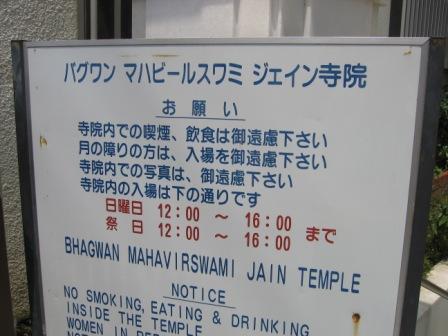 バグワン マハビールスワミ ジェイン寺院
お願い
寺院内での喫煙、飲食は御遠慮下さい
月の障りの方は、入場を御遠慮下さい
寺院内での写真は、御遠慮下さい
寺院内の入場は下の通りです
日曜日 12:00 ～ 16:00 まで
祭日 12:00 ～ 16:00
BHAGWAN MAHAVIRSWAMI JAIN TEMPLE
NOTICE
NO SMOKING, EATING & DRINKING
INSIDE THE TEMPLE
WOMEN IN